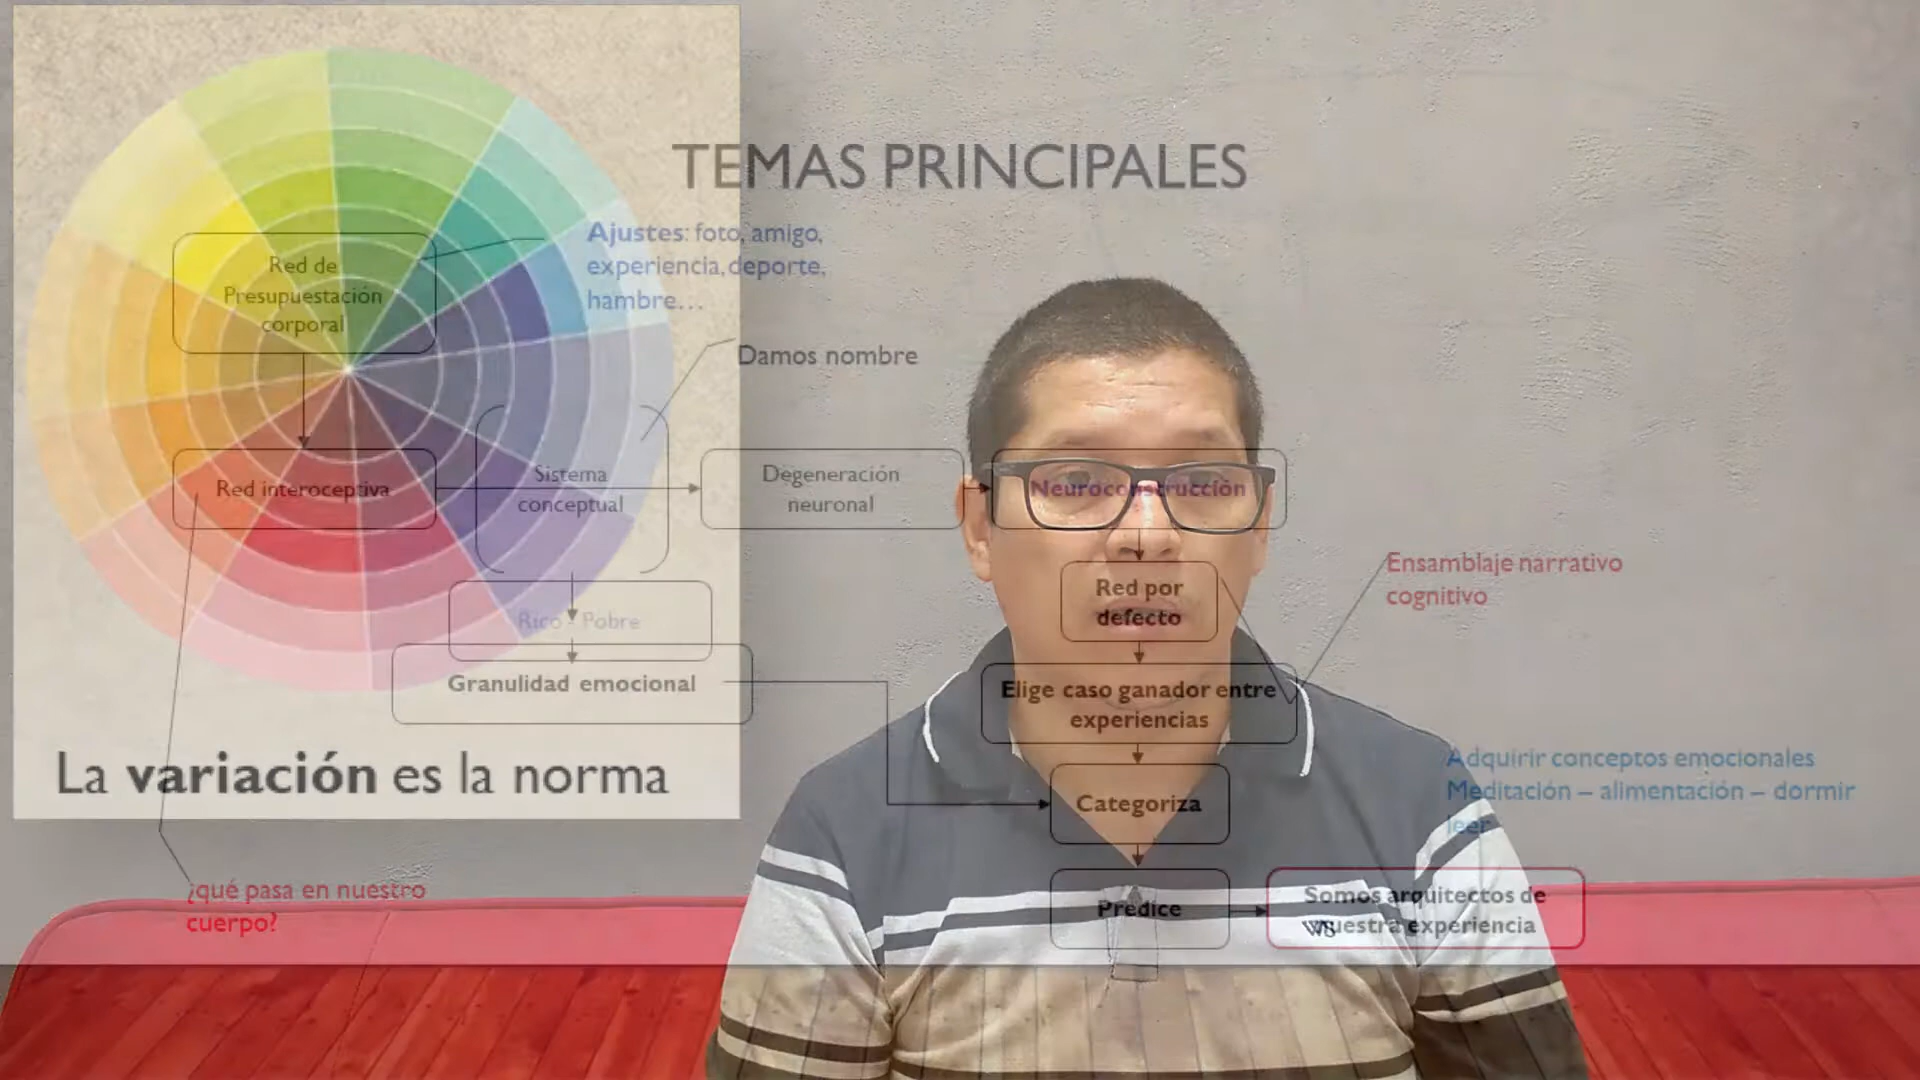 TEMAS PRINCIPALES
Red de
Presupuestación
corporal
Ajustes: foto, amigo,
experiencia, deporte,
hambre…
Damos nombre
Red interoceptiva
Sistema
conceptual
Degeneración
neuronal
Neuroconstrucción
Rico - Pobre
Granulidad emocional
Red por
defecto
Ensamblaje narrativo
cognitivo
Elige caso ganador entre
experiencias
Categoriza
Adquirir conceptos emocionales
Meditación – alimentación – dormir
leer
Predice
Somos arquitectos de
nuestra experiencia
La variación es la norma
¿qué pasa en nuestro
cuerpo?